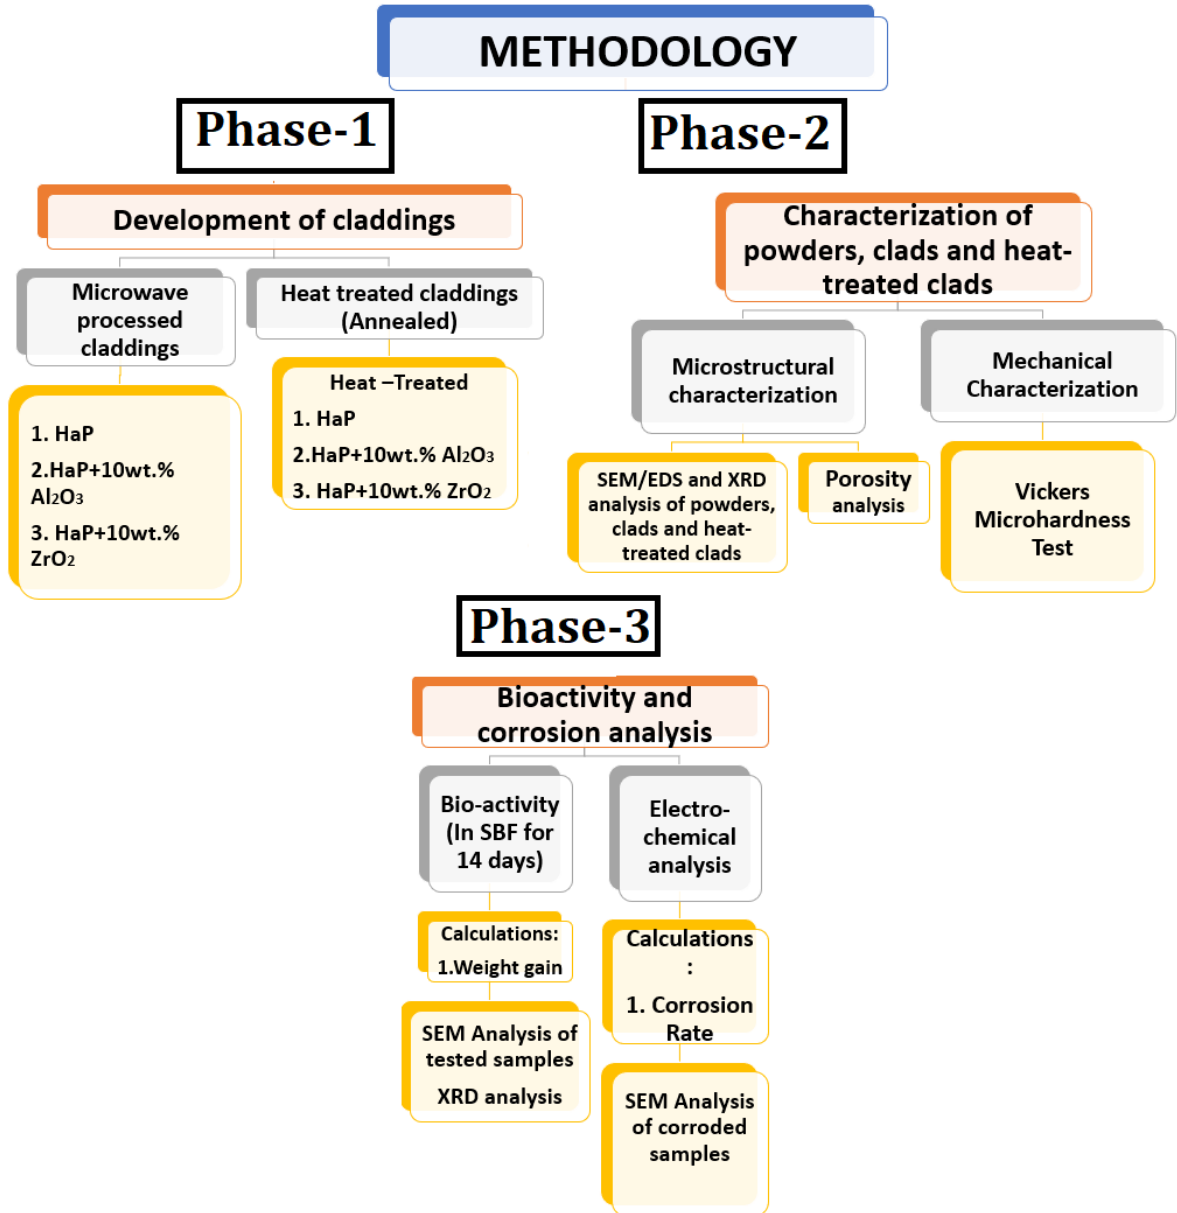 METHODOLOGY
Phase-1
Development of claddings
Microwave
processed
claddings
1. HaP
2.HaP+10wt.%
Al₂O₃
3. HaP+10wt.%
ZrO₂
Heat treated claddings
(Annealed)
Heat –Treated
1. HaP
2.HaP+10wt.% Al₂O₃
3. HaP+10wt.% ZrO₂
Phase-2
Characterization of
powders, clads and heat-
treated clads
Microstructural
characterization
SEM/EDS and XRD
analysis of powders,
clads and heat-
treated clads
Porosity
analysis
Mechanical
Characterization
Vickers
Microhardness
Test
Phase-3
Bioactivity and
corrosion analysis
Bio-activity
(In SBF for
14 days)
Calculations:
1.Weight gain
SEM Analysis of
tested samples
XRD analysis
Electro-
chemical
analysis
Calculations
:
1. Corrosion
Rate
SEM Analysis
of corroded
samples